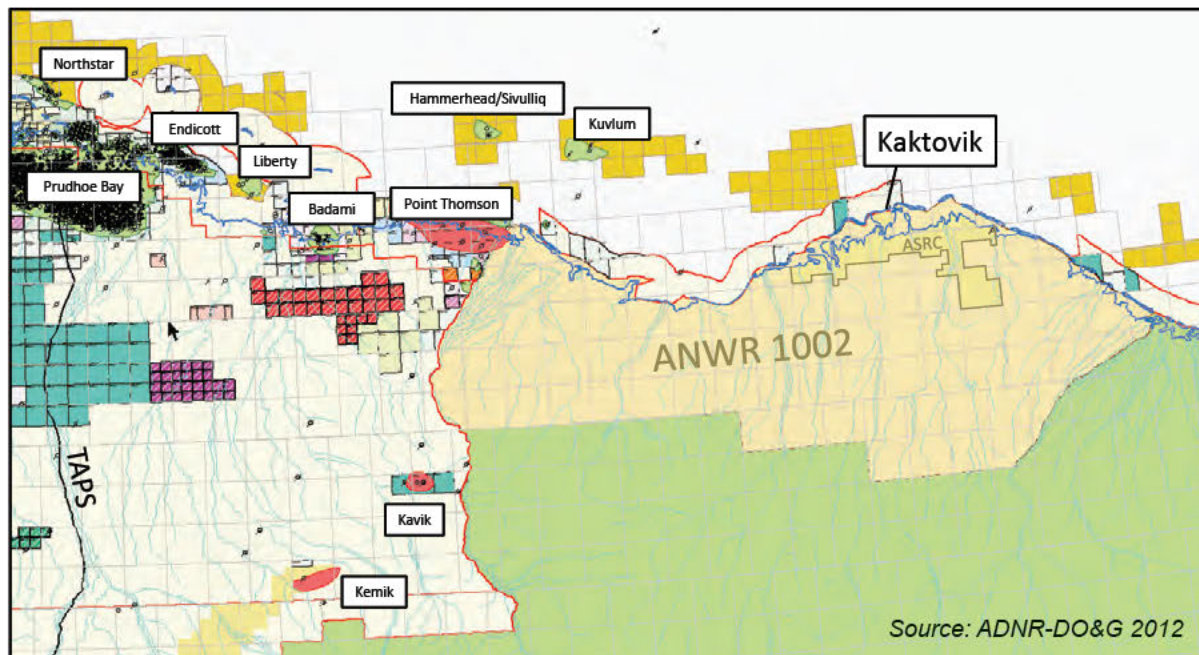 Northstar
Hammerhead/Sivulliq
Kuvlum
Endicott
Kaktovik
Liberty
Prudhoe Bay
Badami
Point Thomson
ASRC
ANWR 1002
TAPS
Kavik
Kemik
Source: ADNR-DO&G 2012